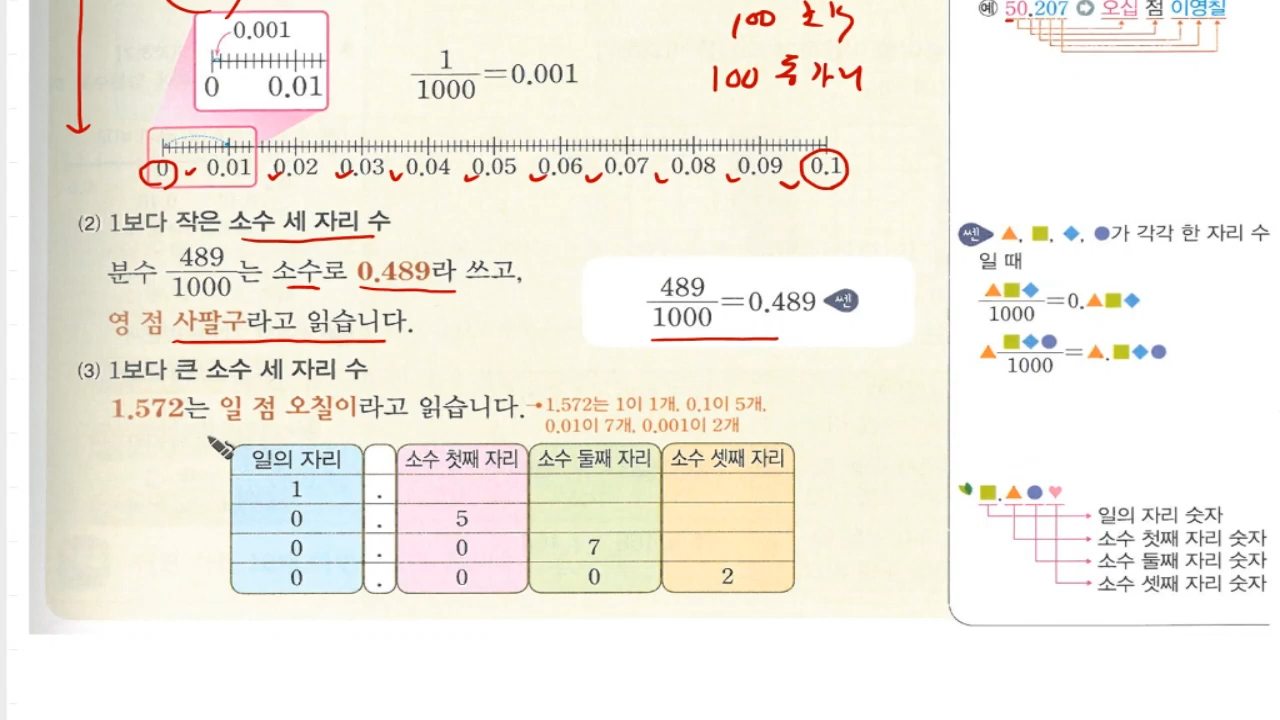 예 50.207 ➲ 오십 점 이영칠
0.001
0 0.01
1/1000=0.001
100
100
0 0.01 0.02 0.03 0.04 0.05 0.06 0.07 0.08 0.09 0.1
(2) 1보다 작은 소수 세 자리 수
분수 489/1000는 소수로 0.489라 쓰고,
영 점 사팔구라고 읽습니다.
489/1000=0.489 쎈
(3) 1보다 큰 소수 세 자리 수
1.572는 일 점 오칠이라고 읽습니다.
→1.572는 1이 1개, 0.1이 5개,
0.01이 7개, 0.001이 2개
일의 자리 소수 첫째 자리 소수 둘째 자리 소수 셋째 자리
1 .
0 . 5
0 . 0 7
0 . 0 0 2
쎈 ▲, ■, ◆, ●가 각각 한 자리 수
일 때
▲■◆/1000=0.▲■◆
▲ ■◆●/1000=▲.■◆●
■.▲●♥
일의 자리 숫자
소수 첫째 자리 숫자
소수 둘째 자리 숫자
소수 셋째 자리 숫자